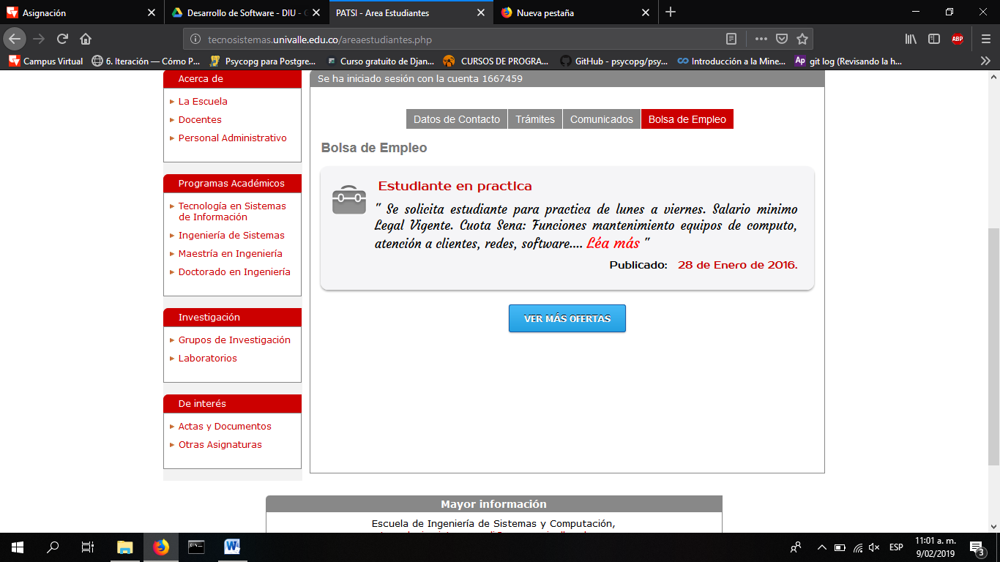 Asignación
Desarrollo de Software - DIU - G
PATSI - Area Estudiantes
Nueva pestaña
tecnosistemas.univalle.edu.co/areaestudiantes.php
Campus Virtual
6. Iteración — Cómo P...
Psycopg para Postgre...
Curso gratuito de Djan...
CURSOS DE PROGRA...
GitHub - psycopg/psy...
Introducción a la Mine...
Ap git log (Revisando la h...
ABP
Acerca de
La Escuela
Docentes
Personal Administrativo
Programas Académicos
Tecnología en Sistemas
de Información
Ingeniería de Sistemas
Maestría en Ingeniería
Doctorado en Ingeniería
Investigación
Grupos de Investigación
Laboratorios
De interés
Actas y Documentos
Otras Asignaturas
Se ha iniciado sesión con la cuenta 1667459
Datos de Contacto
Trámites
Comunicados
Bolsa de Empleo
Bolsa de Empleo
Estudiante en practica
" Se solicita estudiante para practica de lunes a viernes. Salario minimo
Legal Vigente. Cuota Sena: Funciones mantenimiento equipos de computo,
atención a clientes, redes, software.... Léa más "
Publicado: 28 de Enero de 2016.
VER MÁS OFERTAS
Mayor información
Escuela de Ingeniería de Sistemas y Computación,
ESP
11:01 a. m.
9/02/2019
3